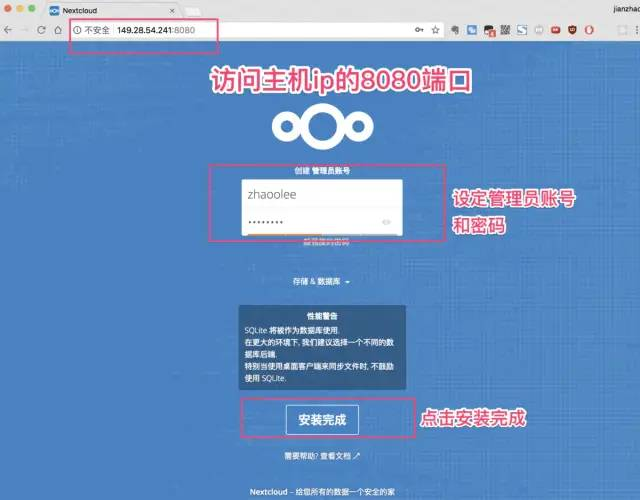 Nextcloud
jianzhao
不安全 149.28.54.241:8080
访问主机ip的8080端口
创建 管理员账号
zhaoolee
设定管理员账号
和密码
存储 & 数据库
性能警告
SQLite 将被作为数据库使用.
在更大的环境下, 我们建议选择一个不同的数
据库后端.
特别当使用桌面客户端来同步文件时, 不鼓励
使用 SQLite.
安装完成
点击安装完成
需要帮助? 查看文档
Nextcloud – 给您所有的数据一个安全的家